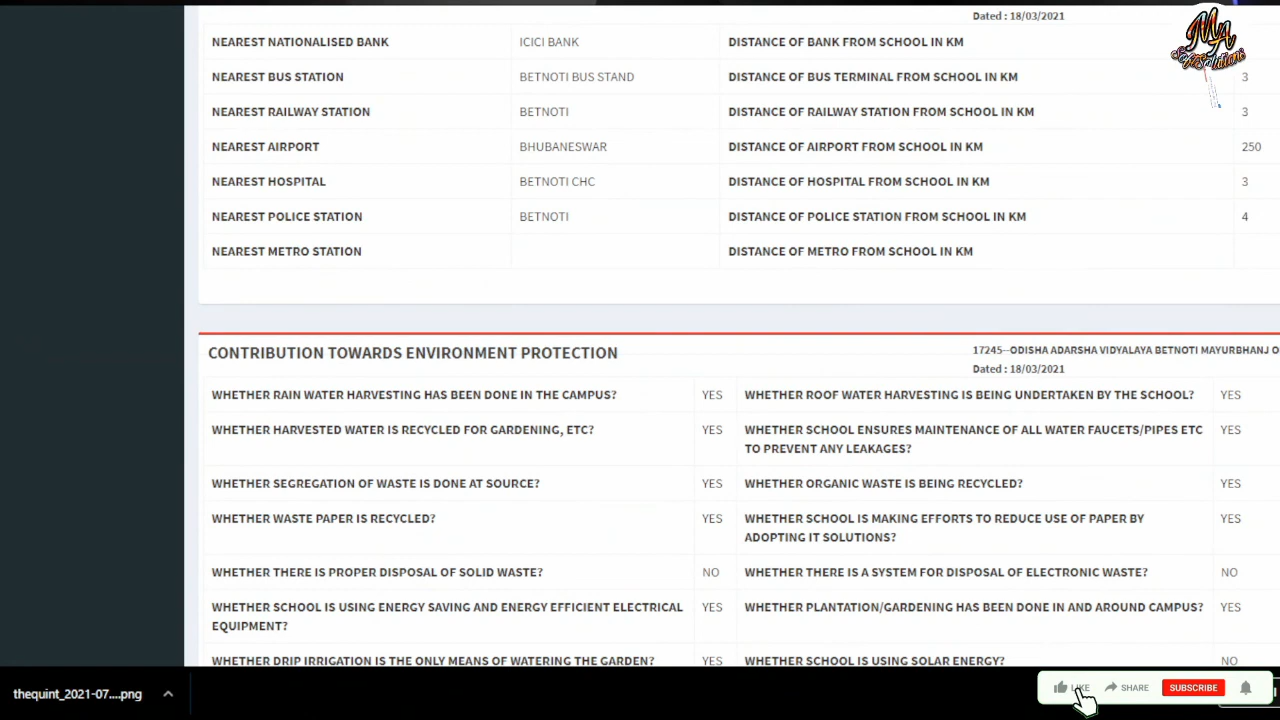 Dated : 18/03/2021
NEAREST NATIONALISED BANK ICICI BANK DISTANCE OF BANK FROM SCHOOL IN KM
NEAREST BUS STATION BETNOTI BUS STAND DISTANCE OF BUS TERMINAL FROM SCHOOL IN KM 3
NEAREST RAILWAY STATION BETNOTI DISTANCE OF RAILWAY STATION FROM SCHOOL IN KM 3
NEAREST AIRPORT BHUBANESWAR DISTANCE OF AIRPORT FROM SCHOOL IN KM 250
NEAREST HOSPITAL BETNOTI CHC DISTANCE OF HOSPITAL FROM SCHOOL IN KM 3
NEAREST POLICE STATION BETNOTI DISTANCE OF POLICE STATION FROM SCHOOL IN KM 4
NEAREST METRO STATION DISTANCE OF METRO FROM SCHOOL IN KM
CONTRIBUTION TOWARDS ENVIRONMENT PROTECTION 17245--ODISHA ADARSHA VIDYALAYA BETNOTI MAYURBHANJ O
Dated : 18/03/2021
WHETHER RAIN WATER HARVESTING HAS BEEN DONE IN THE CAMPUS? YES WHETHER ROOF WATER HARVESTING IS BEING UNDERTAKEN BY THE SCHOOL? YES
WHETHER HARVESTED WATER IS RECYCLED FOR GARDENING, ETC? YES WHETHER SCHOOL ENSURES MAINTENANCE OF ALL WATER FAUCETS/PIPES ETC YES
TO PREVENT ANY LEAKAGES?
WHETHER SEGREGATION OF WASTE IS DONE AT SOURCE? YES WHETHER ORGANIC WASTE IS BEING RECYCLED? YES
WHETHER WASTE PAPER IS RECYCLED? YES WHETHER SCHOOL IS MAKING EFFORTS TO REDUCE USE OF PAPER BY YES
ADOPTING IT SOLUTIONS?
WHETHER THERE IS PROPER DISPOSAL OF SOLID WASTE? NO WHETHER THERE IS A SYSTEM FOR DISPOSAL OF ELECTRONIC WASTE? NO
WHETHER SCHOOL IS USING ENERGY SAVING AND ENERGY EFFICIENT ELECTRICAL YES WHETHER PLANTATION/GARDENING HAS BEEN DONE IN AND AROUND CAMPUS? YES
EQUIPMENT?
WHETHER DRIP IRRIGATION IS THE ONLY MEANS OF WATERING THE GARDEN? YES WHETHER SCHOOL IS USING SOLAR ENERGY? NO
thequint_2021-07....png LIKE SHARE SUBSCRIBE